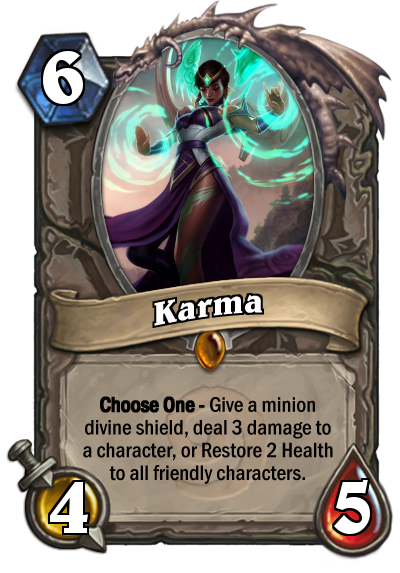 6
Karma
Choose One - Give a minion
divine shield, deal 3 damage to
a character, or Restore 2 Health
to all friendly characters.
4
5